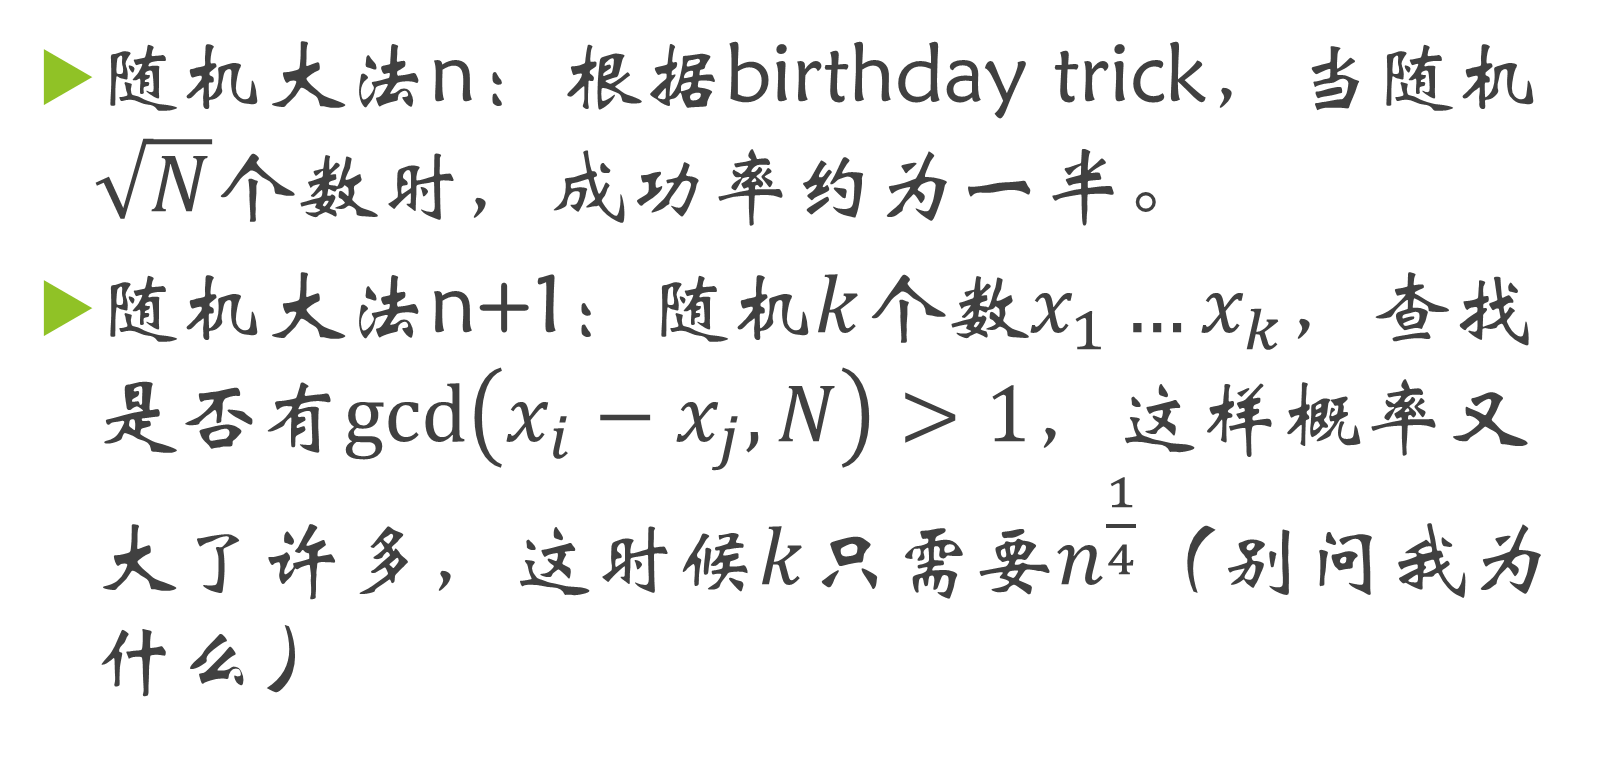 随机大法n：根据birthday trick，当随机
√N个数时，成功率约为一半。
随机大法n+1：随机k个数x₁ … xₖ，查找
是否有gcd(xᵢ − xⱼ, N) > 1，这样概率又
大了许多，这时候k只需要n^(1/4)（别问我为
什么）